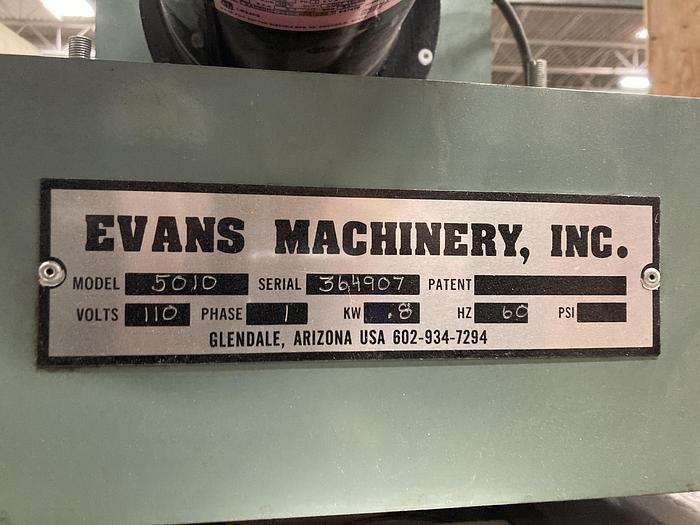 EVANS MACHINERY, INC.
MODEL 5010 SERIAL 364907 PATENT
VOLTS 110 PHASE 1 KW .8 HZ 60 PSI
GLENDALE, ARIZONA USA 602-934-7294